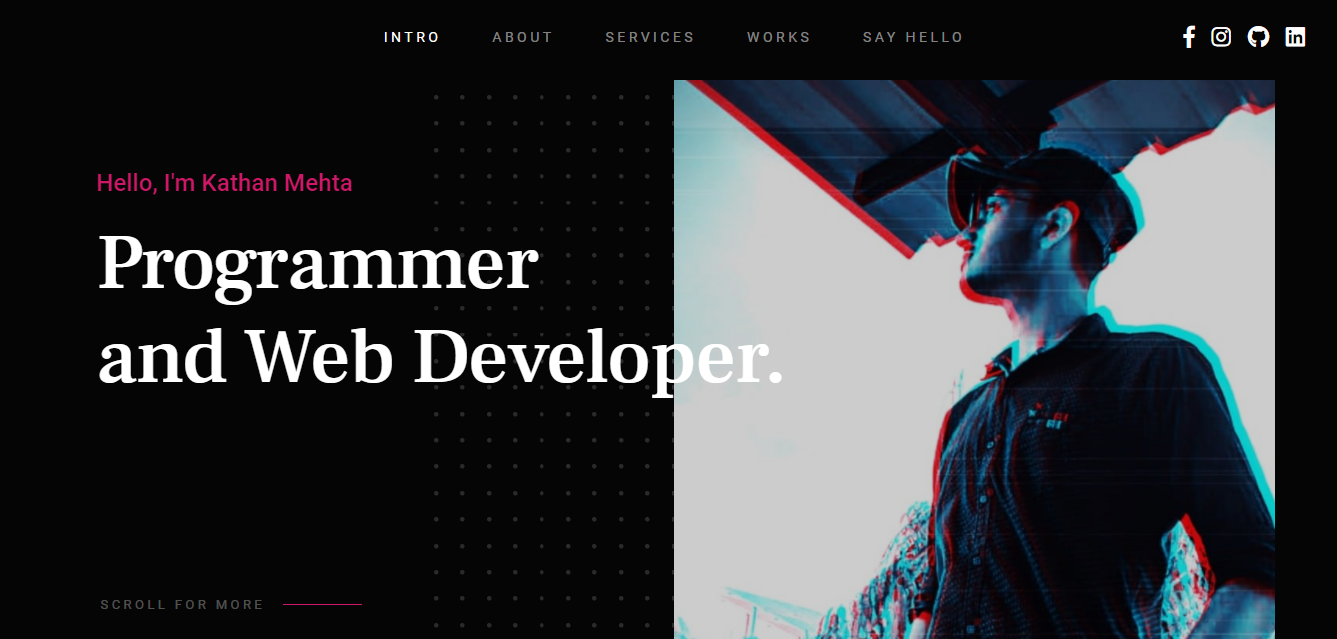 INTRO ABOUT SERVICES WORKS SAY HELLO
Hello, I'm Kathan Mehta
Programmer
and Web Developer.
SCROLL FOR MORE